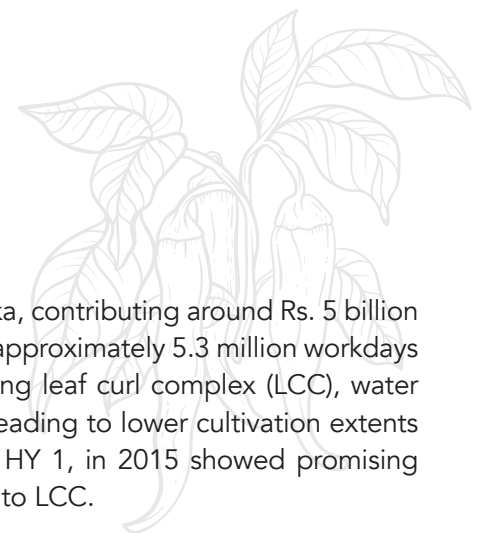 ka, contributing around Rs. 5 billion
approximately 5.3 million workdays
ng leaf curl complex (LCC), water
eading to lower cultivation extents
HY 1, in 2015 showed promising
to LCC.